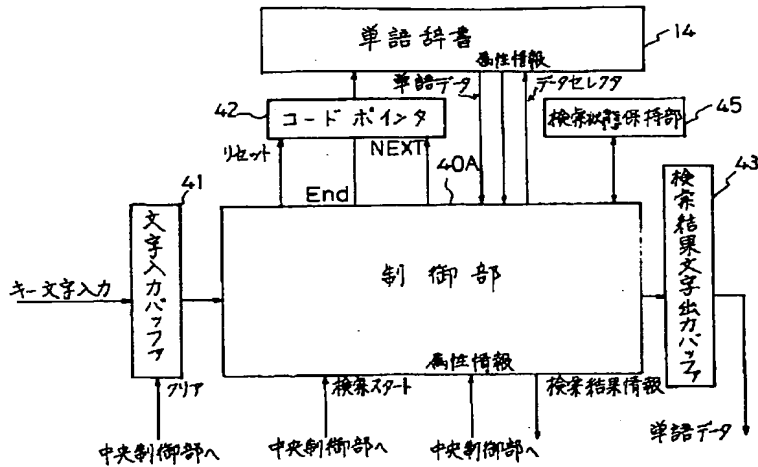 単語辞書
14
属性情報
単語データ
データセレクタ
42
コードポインタ
検索状態保持部
45
リセット
NEXT
End
40A
43
41
文字入力バッファ
キー文字入力
制御部
検索結果文字出力バッファ
属性情報
クリア
検索スタート
検索結果情報
単語データ
中央制御部へ
中央制御部へ
中央制御部へ